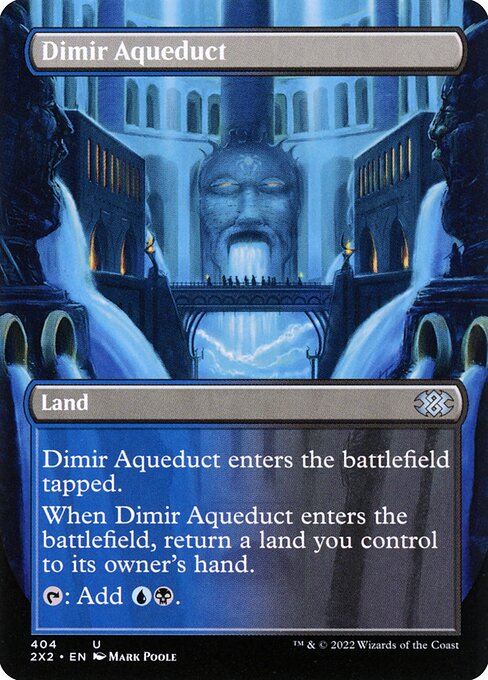 Dimir Aqueduct
Land
Dimir Aqueduct enters the battlefield
tapped.
When Dimir Aqueduct enters the
battlefield, return a land you control
to its owner's hand.
: Add .
404 U
2X2 • EN Mark Poole
™ & © 2022 Wizards of the Coast